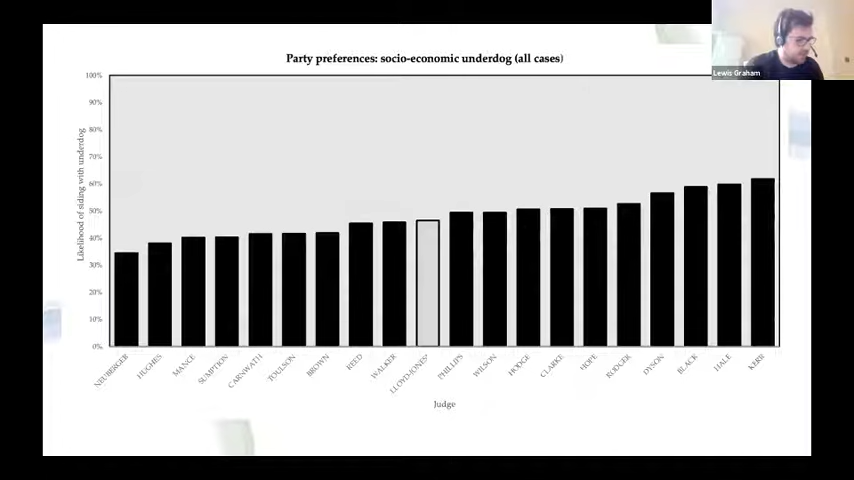 Party preferences: socio-economic underdog (all cases)
Lewis Graham
Likelihood of siding with underdog
100%
90%
80%
70%
60%
50%
40%
30%
20%
10%
0%
NEUBERGER
HUGHES
MANCE
SUMPTION
CARNWATH
TOULSON
BROWN
REED
WALKER
LLOYD-JONES*
PHILLIPS
WILSON
HODGE
CLARKE
HOPE
RODGER
DYSON
BLACK
HALE
KERR
Judge